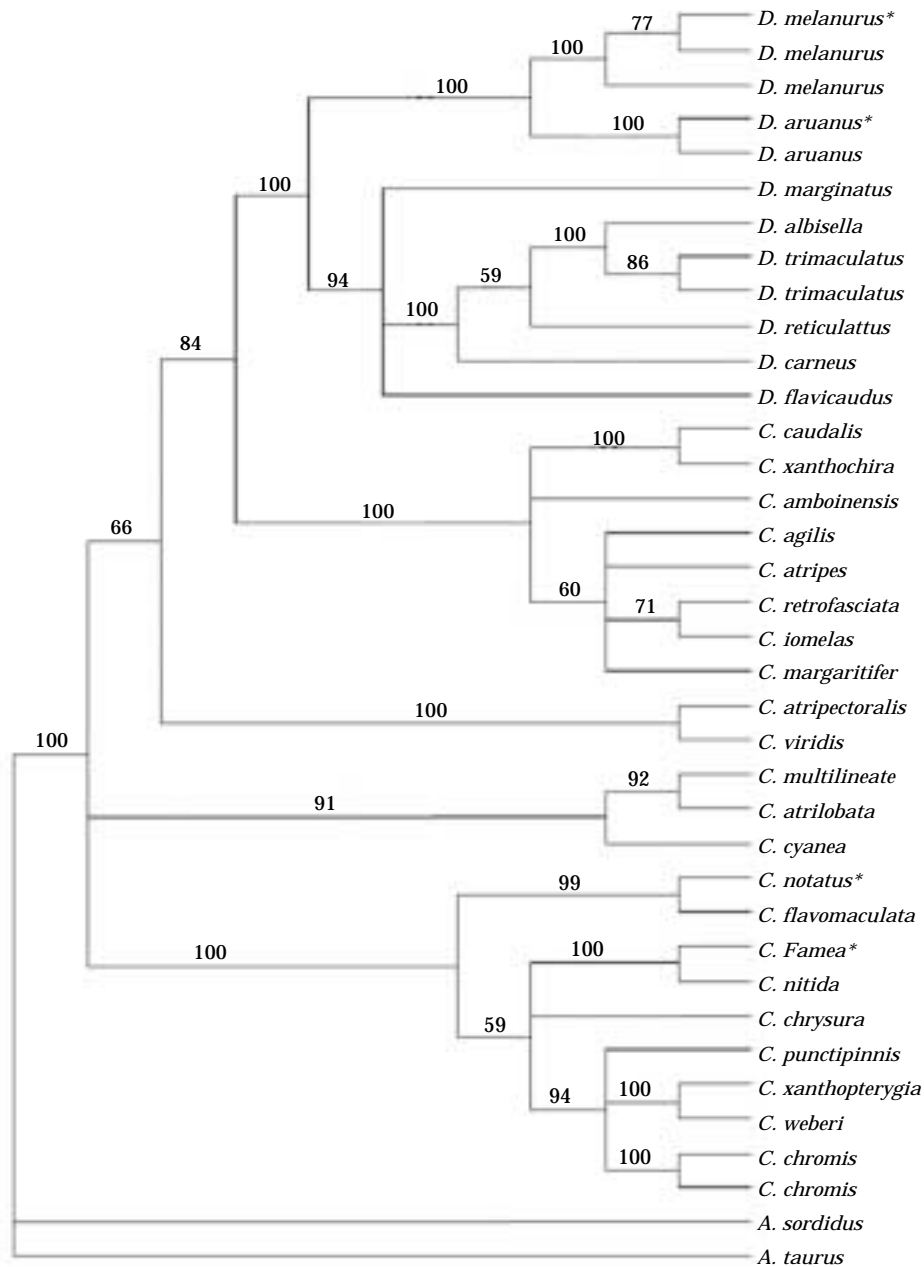 77
D. melanurus*
100
D. melanurus
100
D. melanurus
100
D. aruanus*
D. aruanus
100
D. marginatus
100
D. albisella
86
D. trimaculatus
94
59
D. trimaculatus
100
D. reticulattus
84
D. carneus
D. flavicaudus
100
C. caudalis
C. xanthochira
100
C. amboinensis
66
C. agilis
60
C. atripes
71
C. retrofasciata
C. iomelas
C. margaritifer
100
C. atripectoralis
100
C. viridis
92
C. multilineate
91
C. atrilobata
C. cyanea
99
C. notatus*
C. flavomaculata
100
100
C. Famea*
C. nitida
59
C. chrysura
C. punctipinnis
94
100
C. xanthopterygia
C. weberi
100
C. chromis
C. chromis
A. sordidus
A. taurus